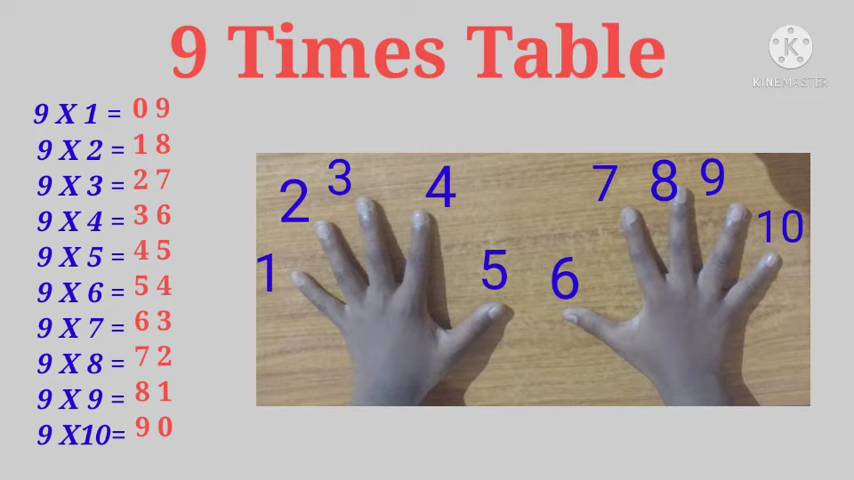 9 Times Table
K
KINEMASTER
9 X 1 = 0 9
9 X 2 = 1 8
9 X 3 = 2 7
9 X 4 = 3 6
9 X 5 = 4 5
9 X 6 = 5 4
9 X 7 = 6 3
9 X 8 = 7 2
9 X 9 = 8 1
9 X10= 9 0
1 2 3 4 5 6 7 8 9 10